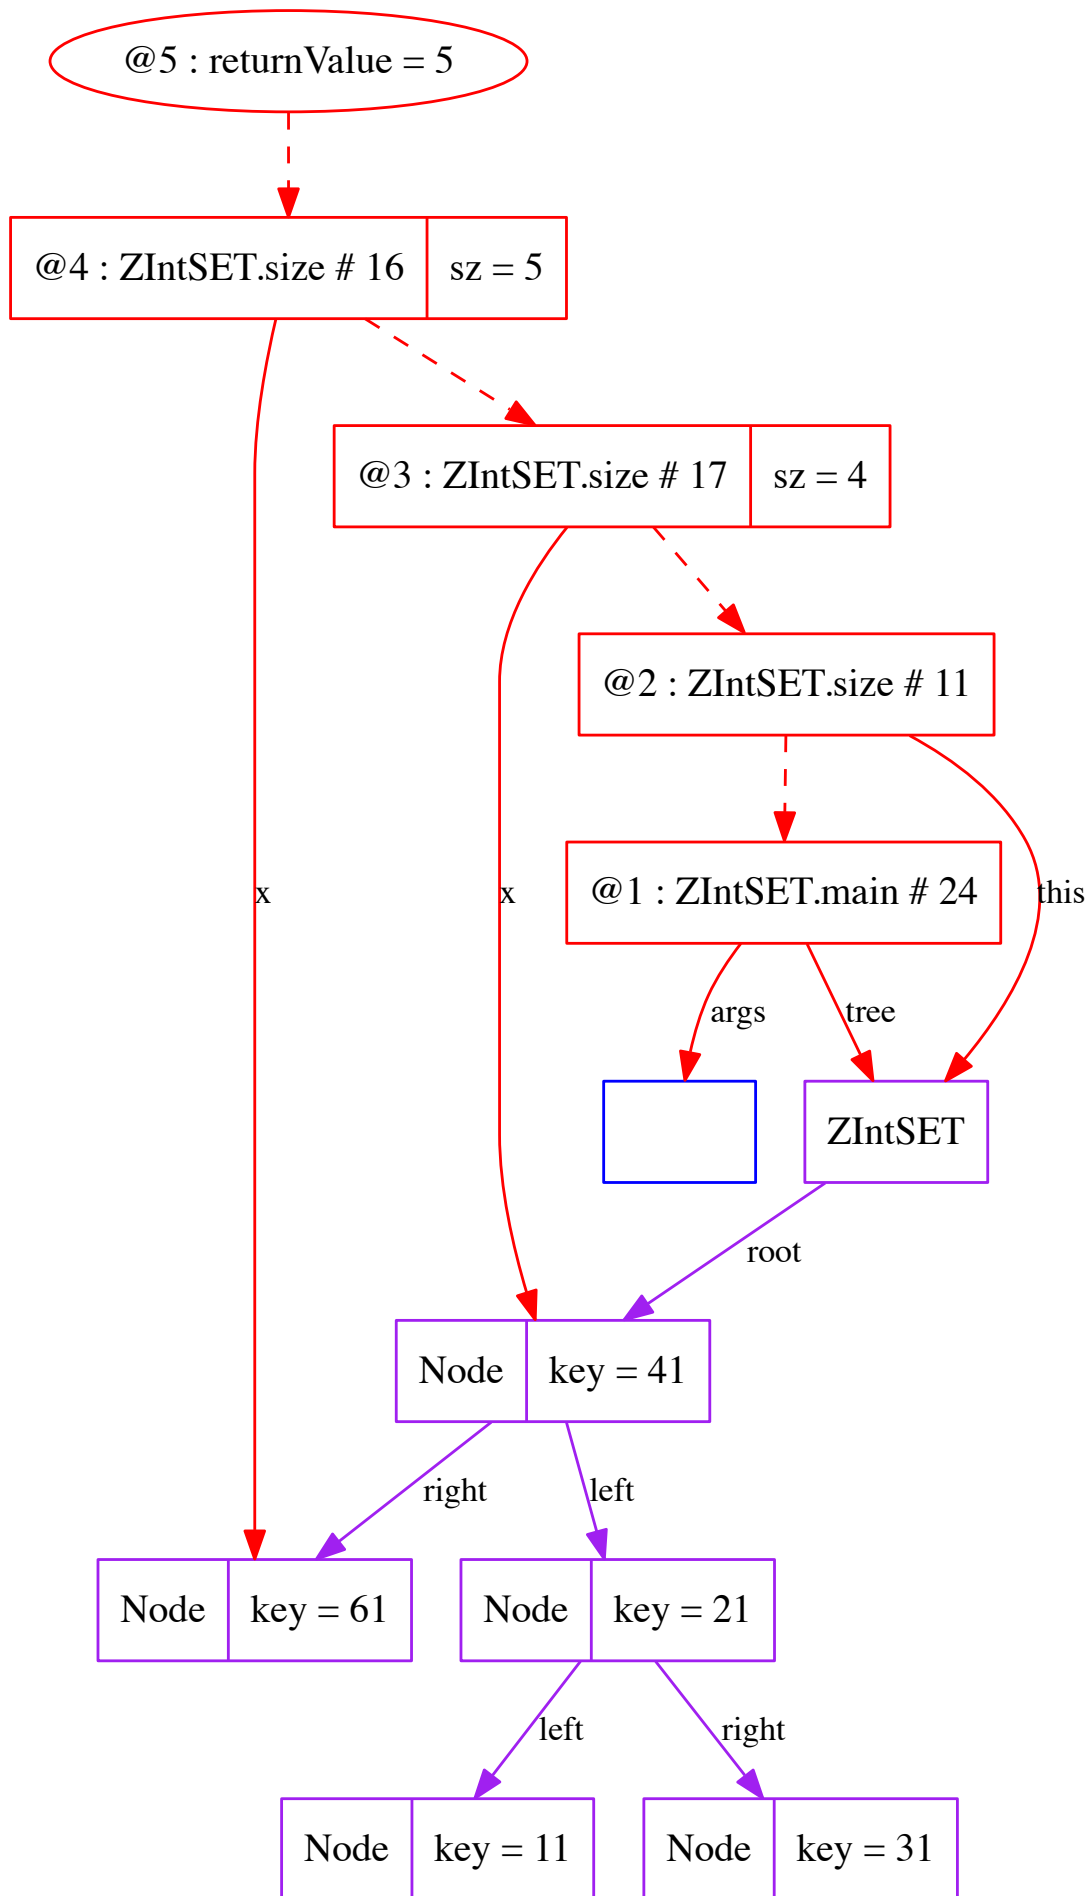 @5 : returnValue = 5
@4 : ZIntSET.size # 16 sz = 5
@3 : ZIntSET.size # 17 sz = 4
@2 : ZIntSET.size # 11
x x @1 : ZIntSET.main # 24 this
args tree
ZIntSET
root
Node key = 41
right left
Node key = 61 Node key = 21
left right
Node key = 11 Node key = 31